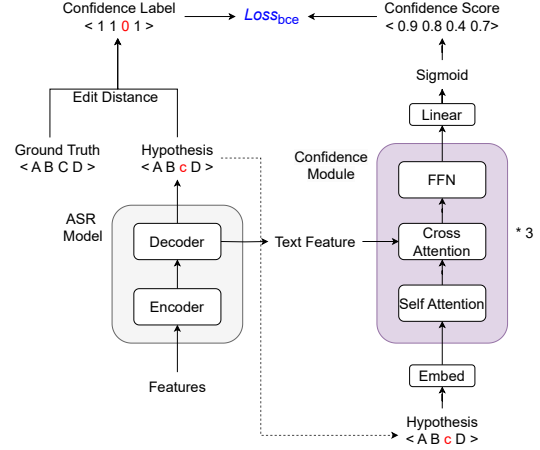 Confidence Label
< 1 1 0 1 >
Loss_bce
Confidence Score
< 0.9 0.8 0.4 0.7>
Sigmoid
Edit Distance
Linear
Ground Truth
< A B C D >
Hypothesis
< A B c D >
Confidence
Module
FFN
ASR
Model
Decoder
Text Feature
Cross
Attention
* 3
Encoder
Self Attention
Features
Embed
Hypothesis
< A B c D >